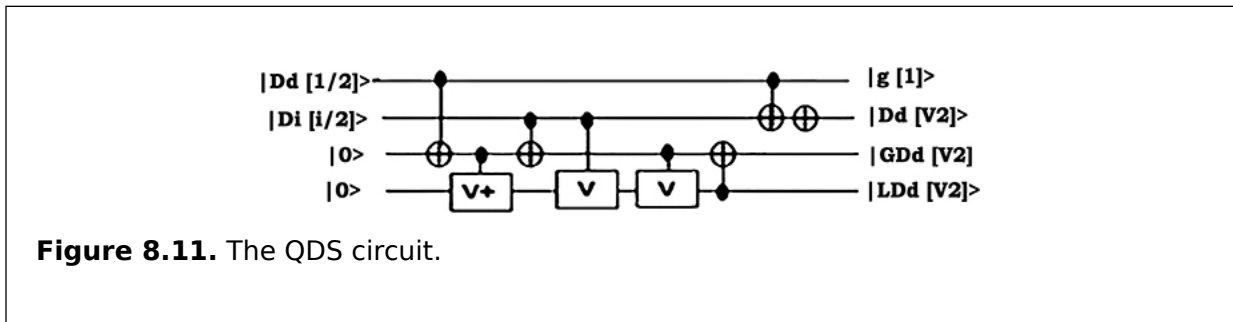 |Dd [1/2]> |g [1]>
|Di [i/2]> |Dd [V2]>
|0> |GDd [V2]
|0> V+ V V |LDd [V2]>
Figure 8.11. The QDS circuit.